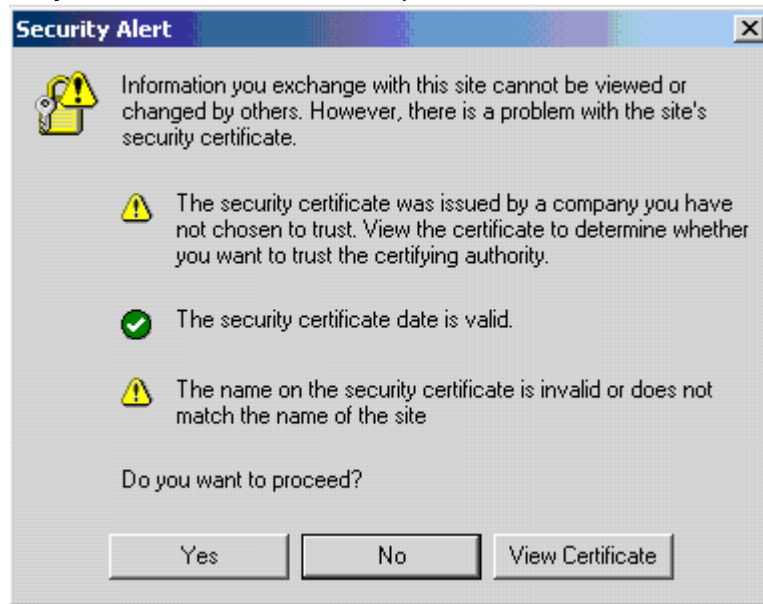 Security Alert
Information you exchange with this site cannot be viewed or
changed by others. However, there is a problem with the site's
security certificate.
The security certificate was issued by a company you have
not chosen to trust. View the certificate to determine whether
you want to trust the certifying authority.
The security certificate date is valid.
The name on the security certificate is invalid or does not
match the name of the site
Do you want to proceed?
Yes No View Certificate